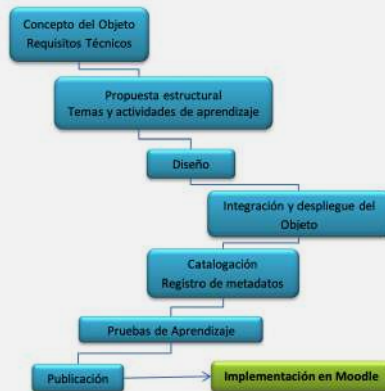 Concepto del Objeto
Requisitos Técnicos
Propuesta estructural
Temas y actividades de aprendizaje
Diseño
Integración y despliegue del
Objeto
Catalogación
Registro de metadatos
Pruebas de Aprendizaje
Publicación
Implementación en Moodle